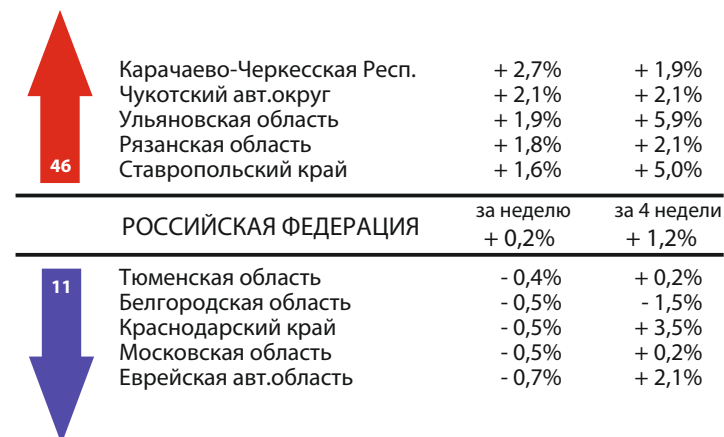 Карачаево-Черкесская Респ. + 2,7% + 1,9%
Чукотский авт.округ + 2,1% + 2,1%
Ульяновская область + 1,9% + 5,9%
Рязанская область + 1,8% + 2,1%
46 Ставропольский край + 1,6% + 5,0%
за неделю за 4 недели
РОССИЙСКАЯ ФЕДЕРАЦИЯ + 0,2% + 1,2%
11 Тюменская область - 0,4% + 0,2%
Белгородская область - 0,5% - 1,5%
Краснодарский край - 0,5% + 3,5%
Московская область - 0,5% + 0,2%
Еврейская авт.область - 0,7% + 2,1%